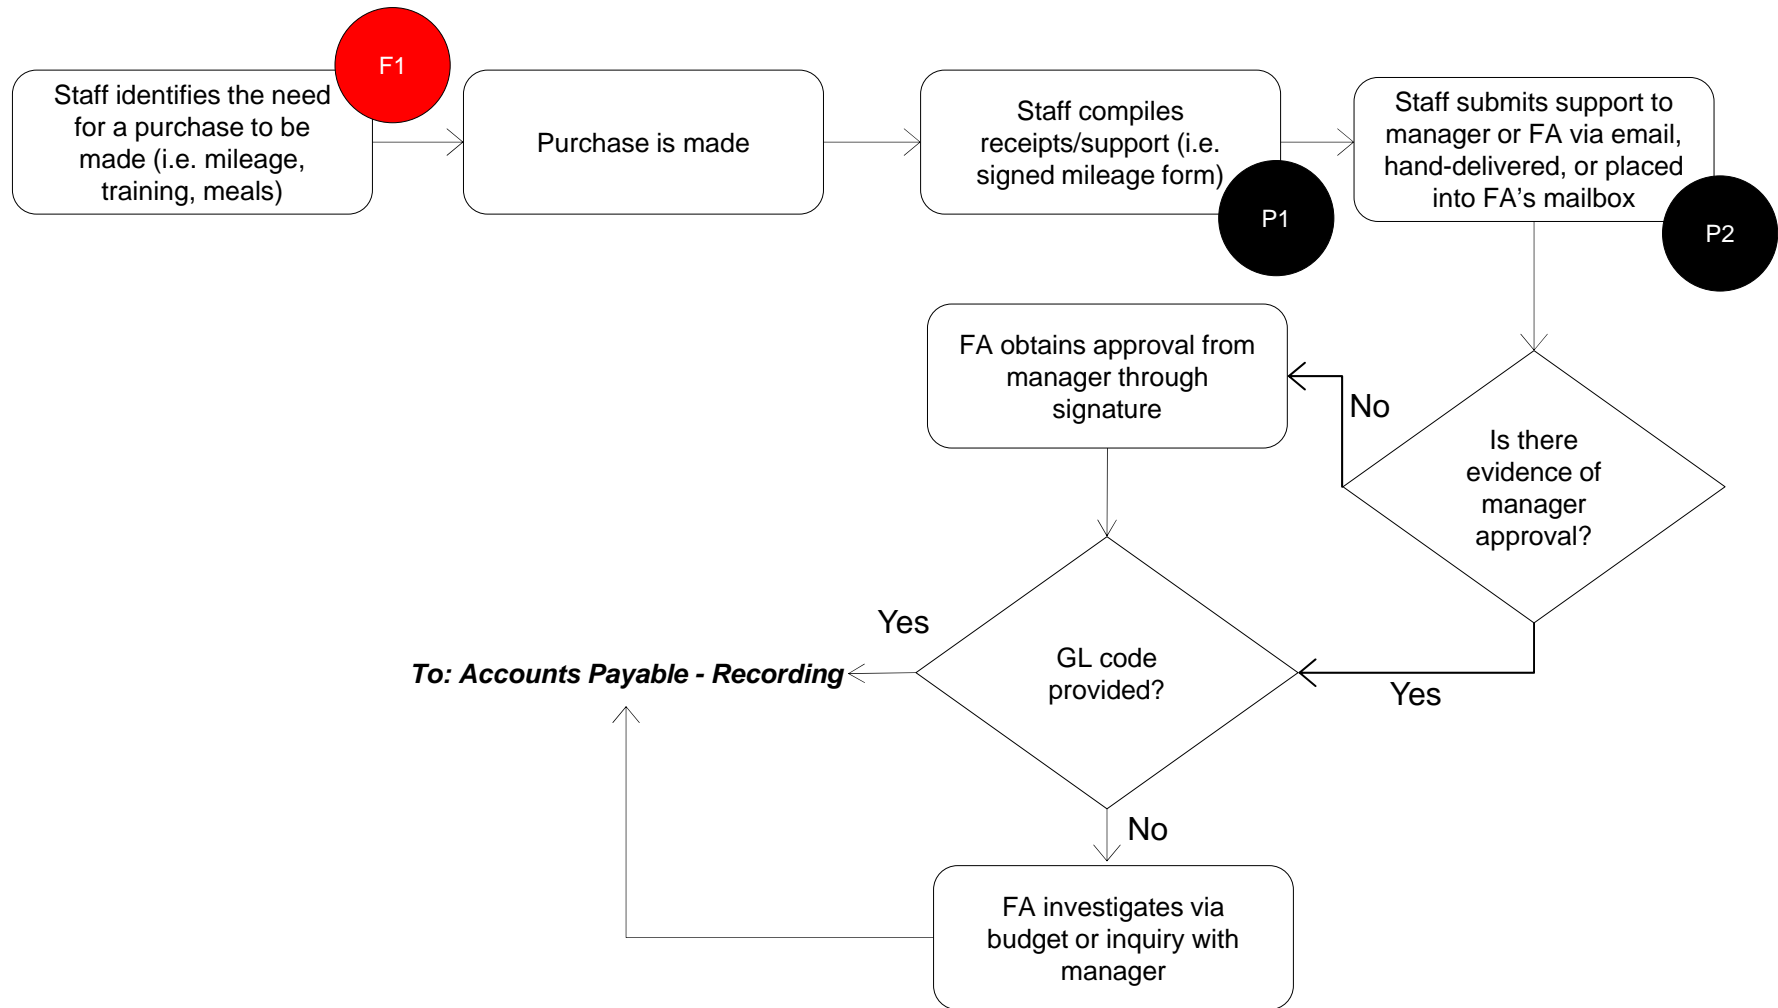 F1
Staff identifies the need
for a purchase to be
made (i.e. mileage,
training, meals)
Purchase is made
Staff compiles
receipts/support (i.e.
signed mileage form)
P1
Staff submits support to
manager or FA via email,
hand-delivered, or placed
into FA’s mailbox
P2
FA obtains approval from
manager through
signature
No
Is there
evidence of
manager
approval?
Yes
GL code
provided?
Yes
To: Accounts Payable - Recording
No
FA investigates via
budget or inquiry with
manager